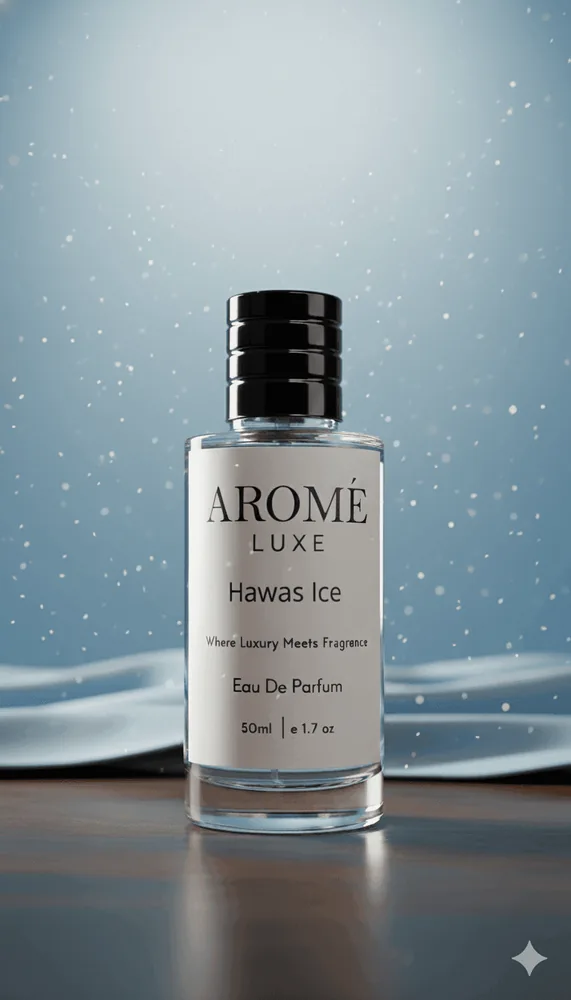 AROMÉ
LUXE
Hawas Ice
Where Luxury Meets Fragrance
Eau De Parfum
50ml | e 1.7 oz